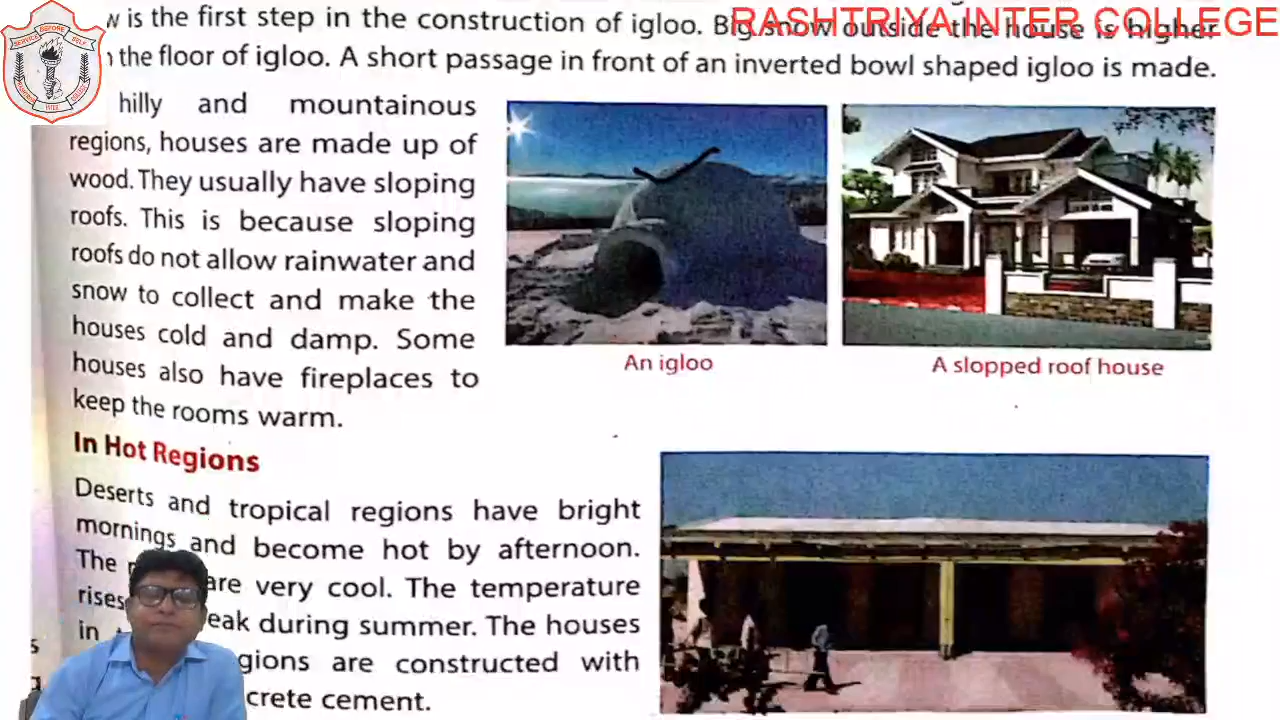 w is the first step in the construction of igloo. Big snow outside the house is higher
RASHTRIYA INTER COLLEGE
the floor of igloo. A short passage in front of an inverted bowl shaped igloo is made.
hilly and mountainous
regions, houses are made up of
wood. They usually have sloping
roofs. This is because sloping
roofs do not allow rainwater and
snow to collect and make the
houses cold and damp. Some
houses also have fireplaces to
keep the rooms warm.
An igloo
A slopped roof house
In Hot Regions
Deserts and tropical regions have bright
mornings and become hot by afternoon.
The are very cool. The temperature
rises eak during summer. The houses
in gions are constructed with
crete cement.
SERVICE BEFORE SELF